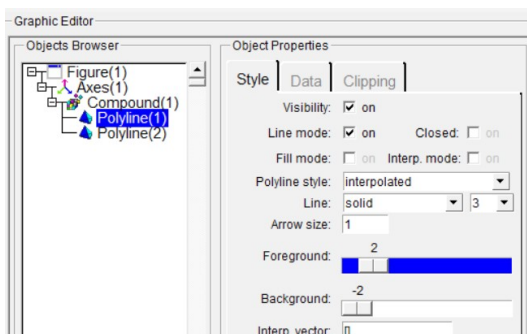 Graphic Editor
Objects Browser
Figure(1)
Axes(1)
Compound(1)
Polyline(1)
Polyline(2)
Object Properties
Style Data Clipping
Visibility: on
Line mode: on Closed: on
Fill mode: on Interp. mode: on
Polyline style: interpolated
Line: solid 3
Arrow size: 1
Foreground: 2
Background: -2
Interp. vector: []